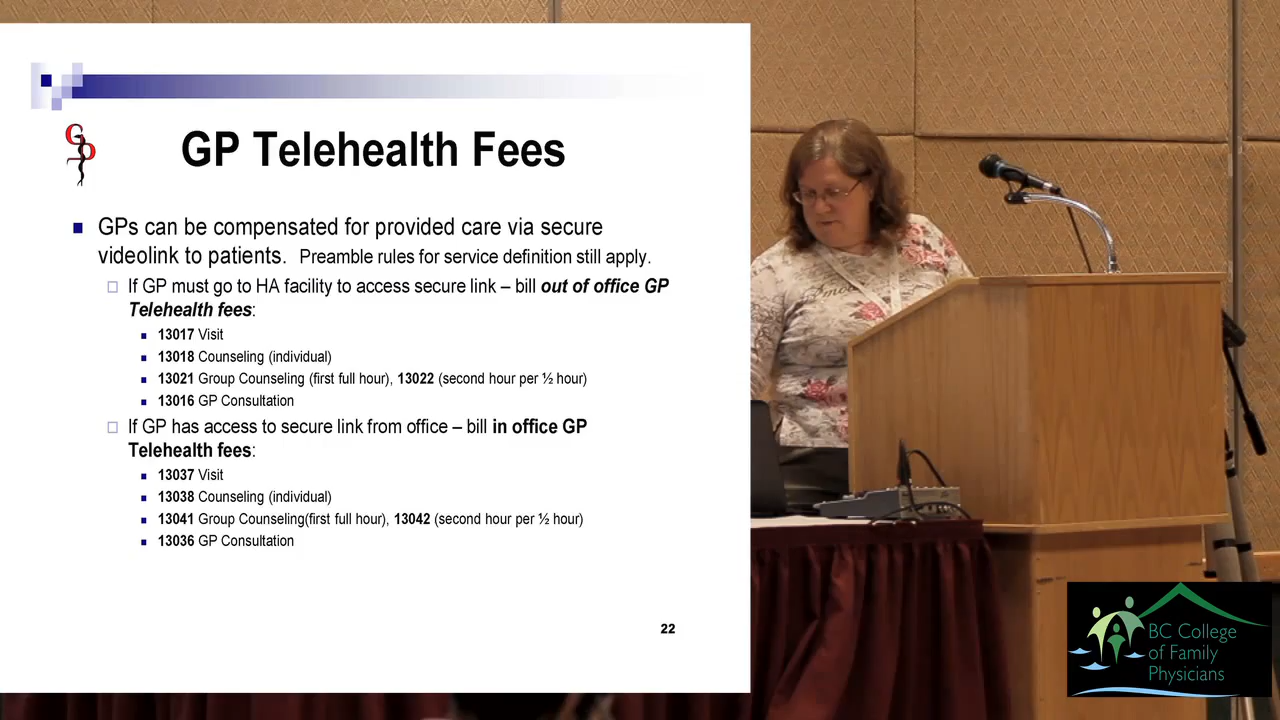 GP Telehealth Fees
GPs can be compensated for provided care via secure
videolink to patients. Preamble rules for service definition still apply.
If GP must go to HA facility to access secure link – bill out of office GP
Telehealth fees:
13017 Visit
13018 Counseling (individual)
13021 Group Counseling (first full hour), 13022 (second hour per ½ hour)
13016 GP Consultation
If GP has access to secure link from office – bill in office GP
Telehealth fees:
13037 Visit
13038 Counseling (individual)
13041 Group Counseling(first full hour), 13042 (second hour per ½ hour)
13036 GP Consultation
22
BC College
of Family
Physicians